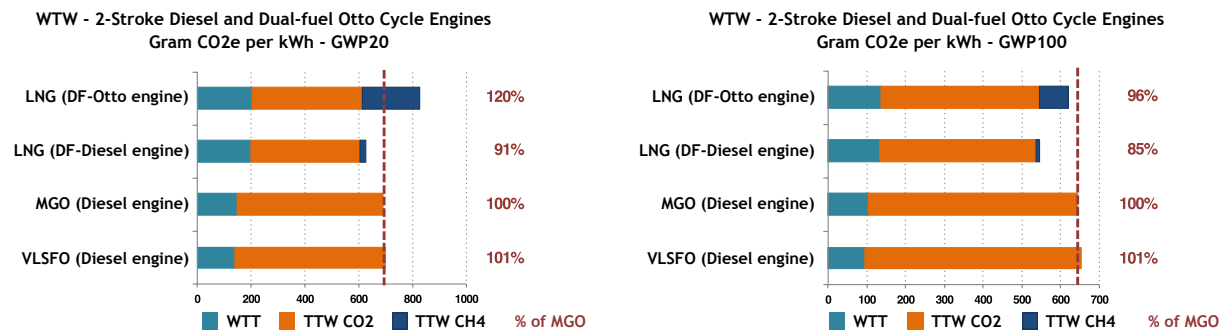 WTW - 2-Stroke Diesel and Dual-fuel Otto Cycle Engines
Gram CO2e per kWh - GWP20
LNG (DF-Otto engine)
120%
LNG (DF-Diesel engine)
91%
MGO (Diesel engine)
100%
VLSFO (Diesel engine)
101%
0 200 400 600 800 1000
WTT TTW CO2 TTW CH4 % of MGO
WTW - 2-Stroke Diesel and Dual-fuel Otto Cycle Engines
Gram CO2e per kWh - GWP100
LNG (DF-Otto engine)
96%
LNG (DF-Diesel engine)
85%
MGO (Diesel engine)
100%
VLSFO (Diesel engine)
101%
0 100 200 300 400 500 600 700
WTT TTW CO2 TTW CH4 % of MGO